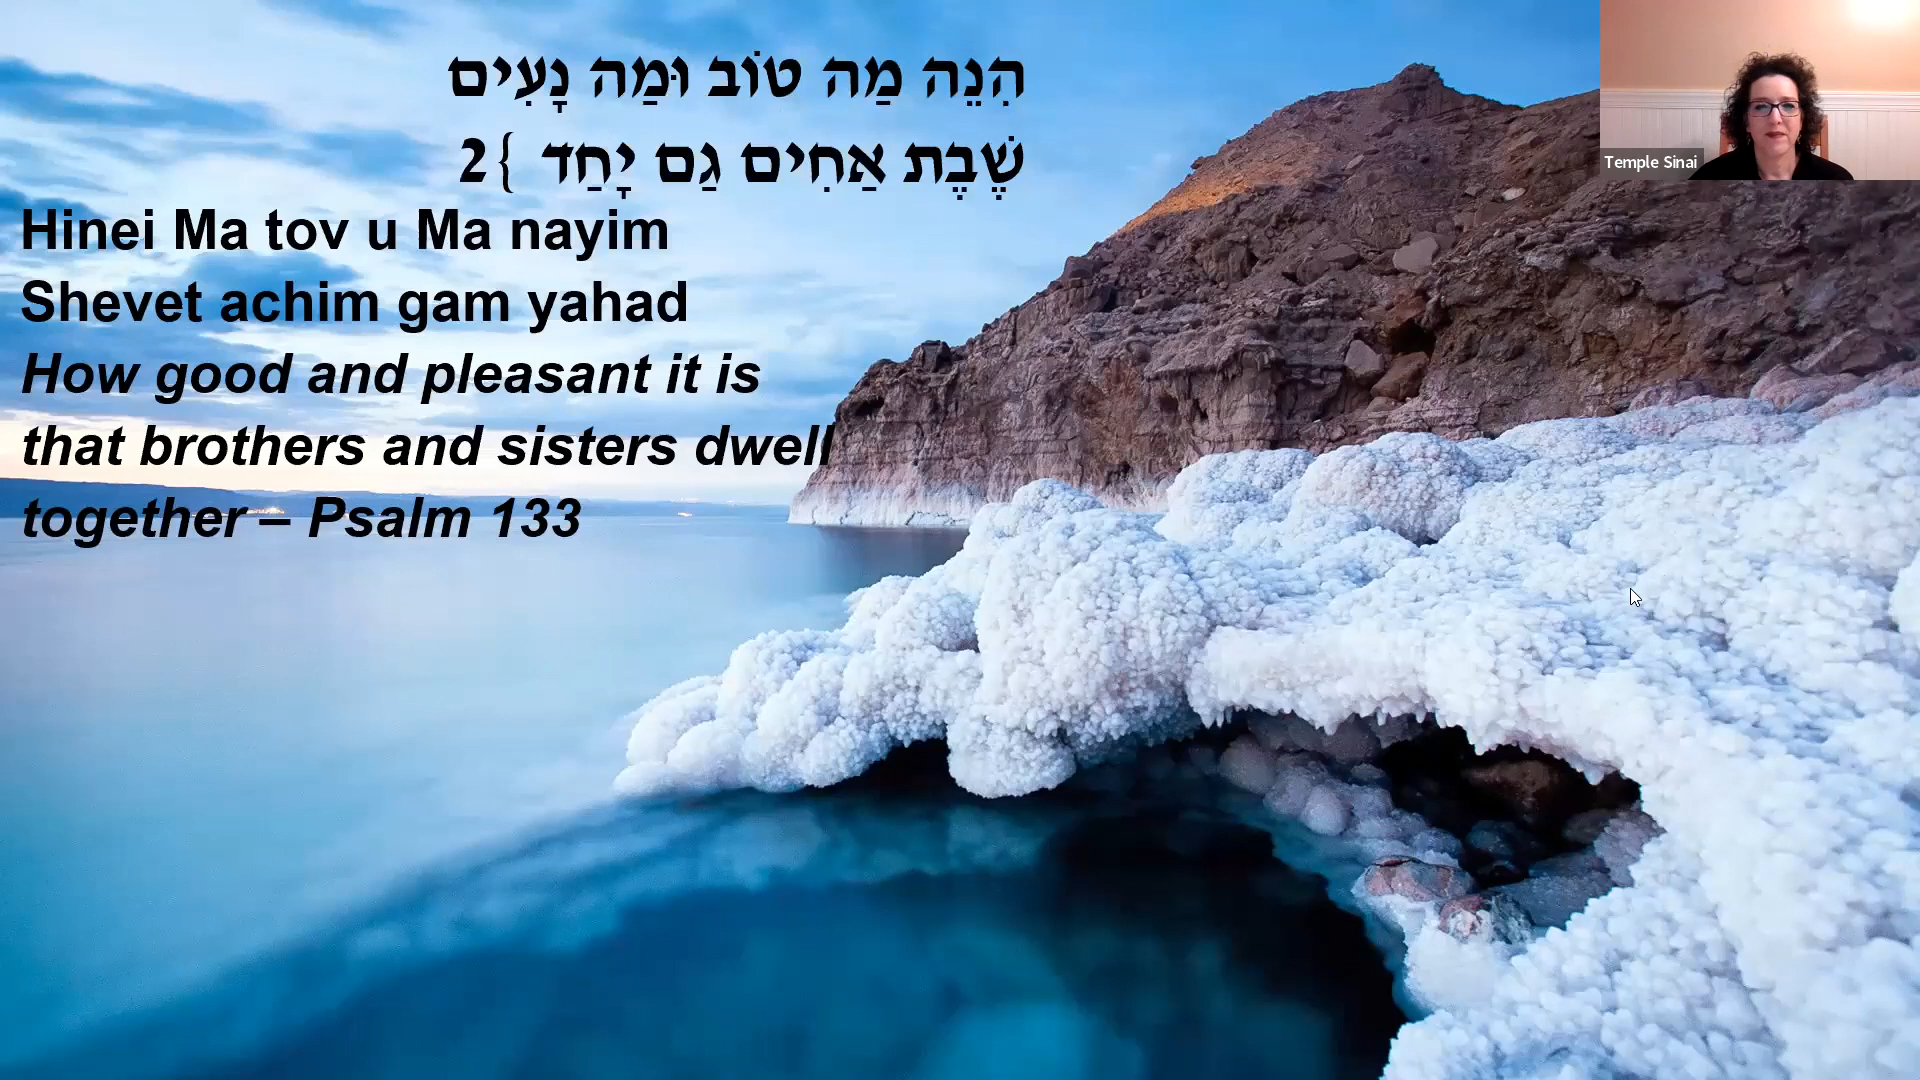 הִנֵה מַה טוֹב וּמַה נָעִים
שֶׁבֶת אַחִים גַם יָחַד {2
Hinei Ma tov u Ma nayim
Shevet achim gam yahad
How good and pleasant it is
that brothers and sisters dwell
together – Psalm 133
Temple Sinai